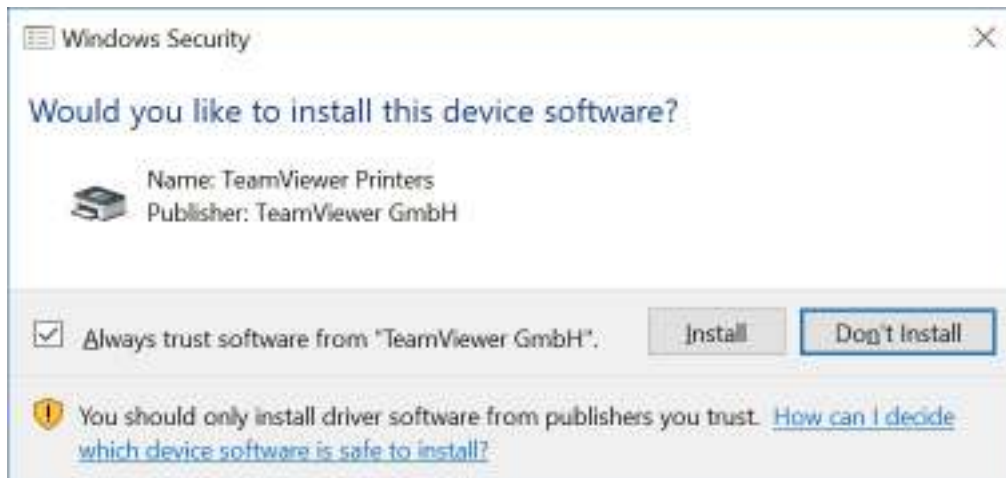 Windows Security
Would you like to install this device software?
Name: TeamViewer Printers
Publisher: TeamViewer GmbH
Always trust software from "TeamViewer GmbH".
Install
Don't Install
You should only install driver software from publishers you trust. How can I decide
which device software is safe to install?